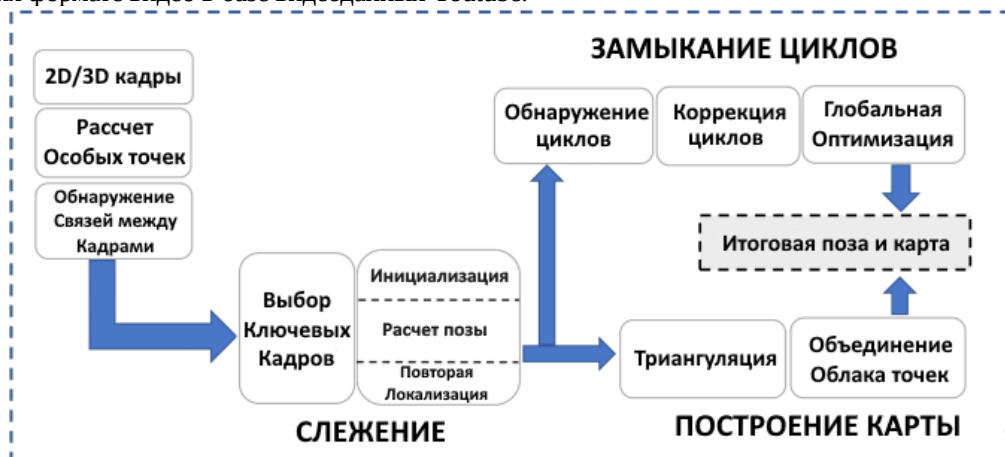 ЗАМЫКАНИЕ ЦИКЛОВ
2D/3D кадры
Рассчет
Особых точек
Обнаружение
Связей между
Кадрами
Обнаружение
циклов
Коррекция
циклов
Глобальная
Оптимизация
Итоговая поза и карта
Выбор
Ключевых
Кадров
Инициализация
Расчет позы
Повторая
Локализация
Триангуляция
Объединение
Облака точек
СЛЕЖЕНИЕ
ПОСТРОЕНИЕ КАРТЫ